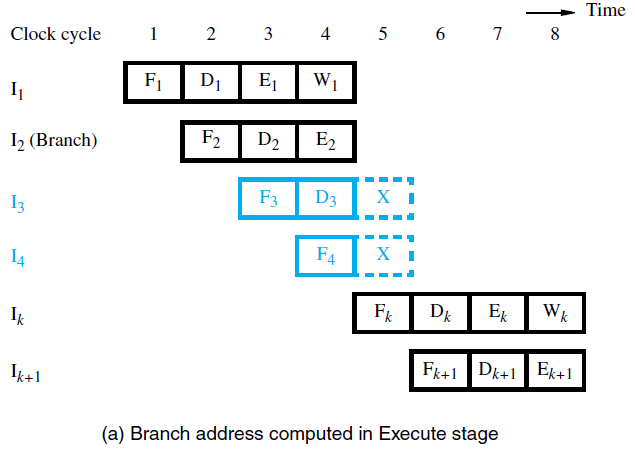 Time
Clock cycle 1 2 3 4 5 6 7 8
I1 F1 D1 E1 W1
I2 (Branch) F2 D2 E2
I3 F3 D3 X
I4 F4 X
Ik Fk Dk Ek Wk
Ik+1 Fk+1 Dk+1 Ek+1
(a) Branch address computed in Execute stage